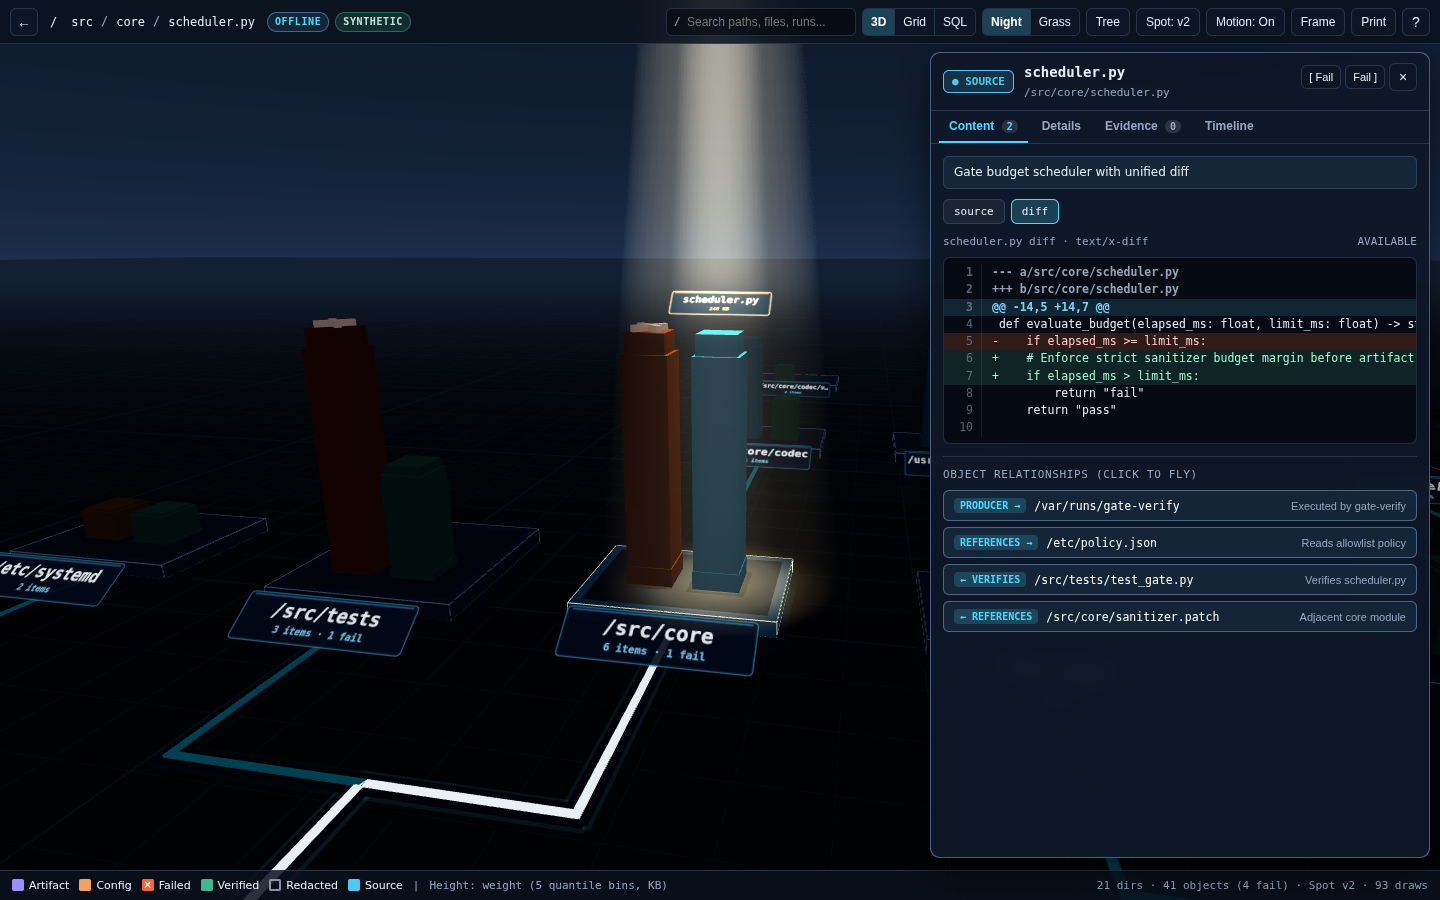 ← / src / core / scheduler.py OFFLINE SYNTHETIC / Search paths, files, runs... 3D Grid SQL Night Grass Tree Spot: v2 Motion: On Frame Print ?
SOURCE scheduler.py [ Fail Fail ] ×
/src/core/scheduler.py
Content 2 Details Evidence 0 Timeline
Gate budget scheduler with unified diff
source diff
scheduler.py diff · text/x-diff AVAILABLE
1 --- a/src/core/scheduler.py
2 +++ b/src/core/scheduler.py
3 @@ -14,5 +14,7 @@
4 def evaluate_budget(elapsed_ms: float, limit_ms: float) -> st
5 -    if elapsed_ms >= limit_ms:
6 +    # Enforce strict sanitizer budget margin before artifact
7 +    if elapsed_ms > limit_ms:
8         return "fail"
9     return "pass"
10
OBJECT RELATIONSHIPS (CLICK TO FLY)
PRODUCER → /var/runs/gate-verify Executed by gate-verify
REFERENCES → /etc/policy.json Reads allowlist policy
← VERIFIES /src/tests/test_gate.py Verifies scheduler.py
← REFERENCES /src/core/sanitizer.patch Adjacent core module
scheduler.py
/etc/systemd
2 items
/src/tests
3 items · 1 fail
/src/core
6 items · 1 fail
ore/codec
items
/usr
Artifact Config Failed Verified Redacted Source | Height: weight (5 quantile bins, KB) 21 dirs · 41 objects (4 fail) · Spot v2 · 93 draws